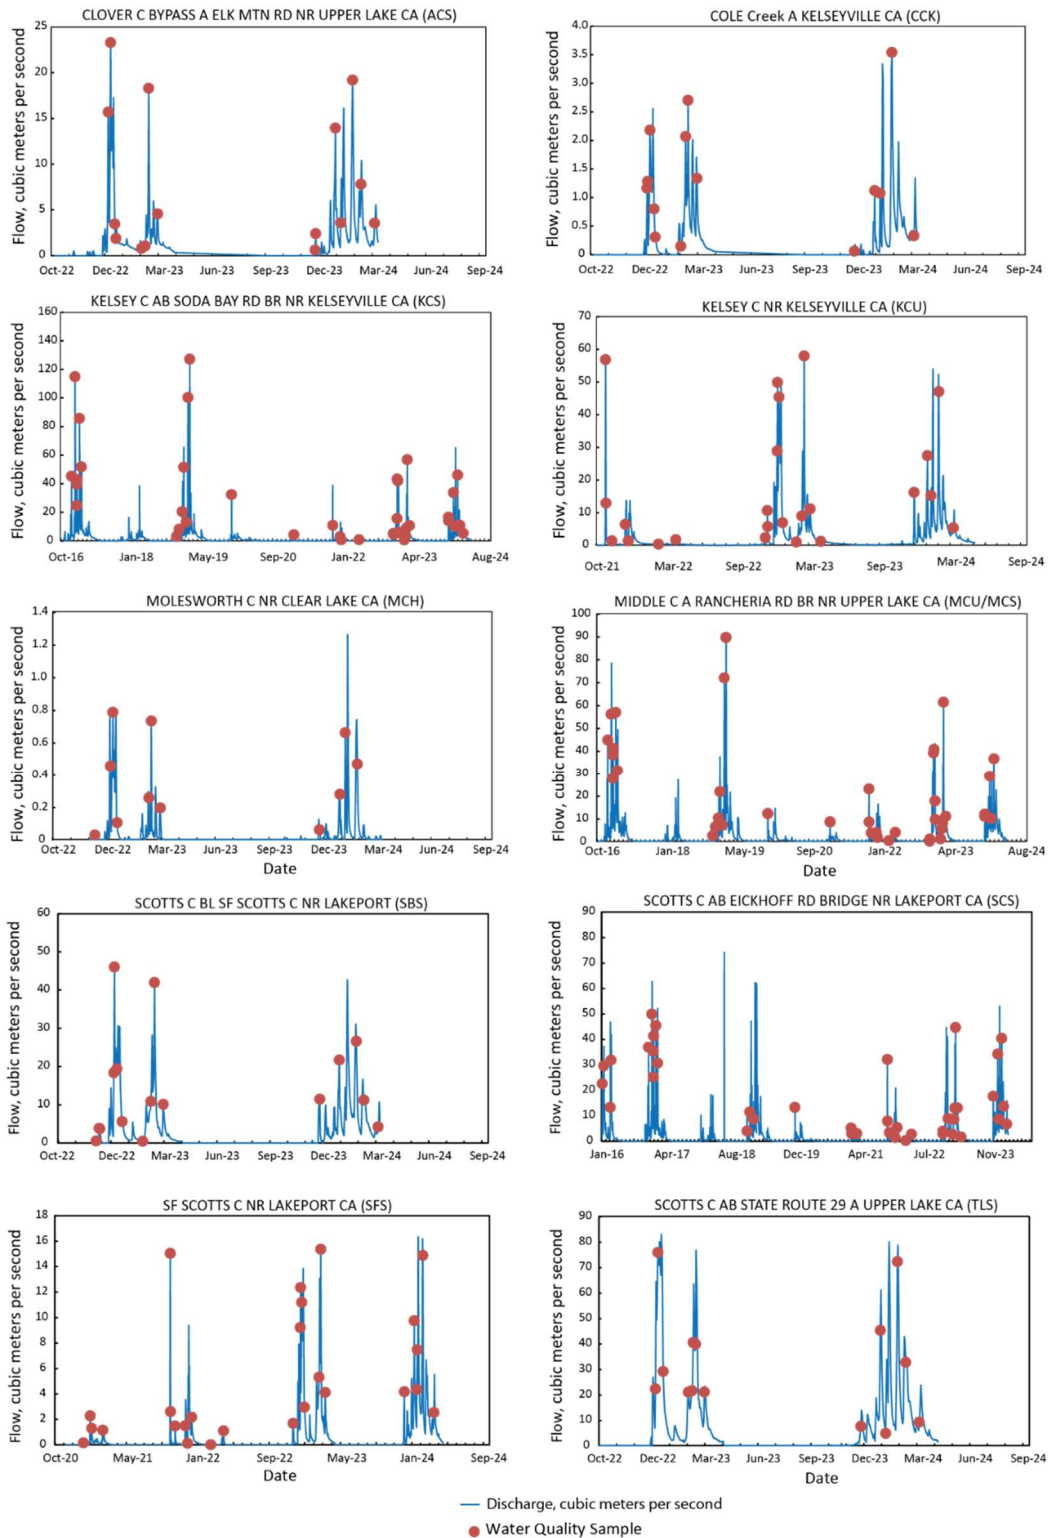 CLOVER C BYPASS A ELK MTN RD NR UPPER LAKE CA (ACS)
Flow, cubic meters per second
25
20
15
10
5
0
Oct-22 Dec-22 Mar-23 Jun-23 Sep-23 Dec-23 Mar-24 Jun-24 Sep-24
COLE Creek A KELSEYVILLE CA (CCK)
Flow, cubic meters per second
4.0
3.5
3.0
2.5
2.0
1.5
1.0
0.5
0.0
Oct-22 Dec-22 Mar-23 Jun-23 Sep-23 Dec-23 Mar-24 Jun-24 Sep-24
KELSEY C AB SODA BAY RD BR NR KELSEYVILLE CA (KCS)
Flow, cubic meters per second
160
140
120
100
80
60
40
20
0
Oct-16 Jan-18 May-19 Sep-20 Jan-22 Apr-23 Aug-24
KELSEY C NR KELSEYVILLE CA (KCU)
Flow, cubic meters per second
70
60
50
40
30
20
10
0
Oct-21 Mar-22 Sep-22 Mar-23 Sep-23 Mar-24 Sep-24
MOLESWORTH C NR CLEAR LAKE CA (MCH)
Flow, cubic meters per second
1.4
1.2
1.0
0.8
0.6
0.4
0.2
0
Oct-22 Dec-22 Mar-23 Jun-23 Sep-23 Dec-23 Mar-24 Jun-24 Sep-24
Date
MIDDLE C A RANCHERIA RD BR NR UPPER LAKE CA (MCU/MCS)
Flow, cubic meters per second
100
90
80
70
60
50
40
30
20
10
0
Oct-16 Jan-18 May-19 Sep-20 Jan-22 Apr-23 Aug-24
Date
SCOTTS C BL SF SCOTTS C NR LAKEPORT (SBS)
Flow, cubic meters per second
60
50
40
30
20
10
0
Oct-22 Dec-22 Mar-23 Jun-23 Sep-23 Dec-23 Mar-24 Jun-24 Sep-24
SCOTTS C AB EICKHOFF RD BRIDGE NR LAKEPORT CA (SCS)
Flow, cubic meters per second
90
80
70
60
50
40
30
20
10
0
Jan-16 Apr-17 Aug-18 Dec-19 Apr-21 Jul-22 Nov-23
SF SCOTTS C NR LAKEPORT CA (SFS)
Flow, cubic meters per second
18
16
14
12
10
8
6
4
2
0
Oct-20 May-21 Jan-22 Sep-22 May-23 Jan-24 Sep-24
Date
SCOTTS C AB STATE ROUTE 29 A UPPER LAKE CA (TLS)
Flow, cubic meters per second
90
80
70
60
50
40
30
20
10
0
Oct-22 Dec-22 Mar-23 Jun-23 Sep-23 Dec-23 Mar-24 Jun-24 Sep-24
Date
Discharge, cubic meters per second
Water Quality Sample